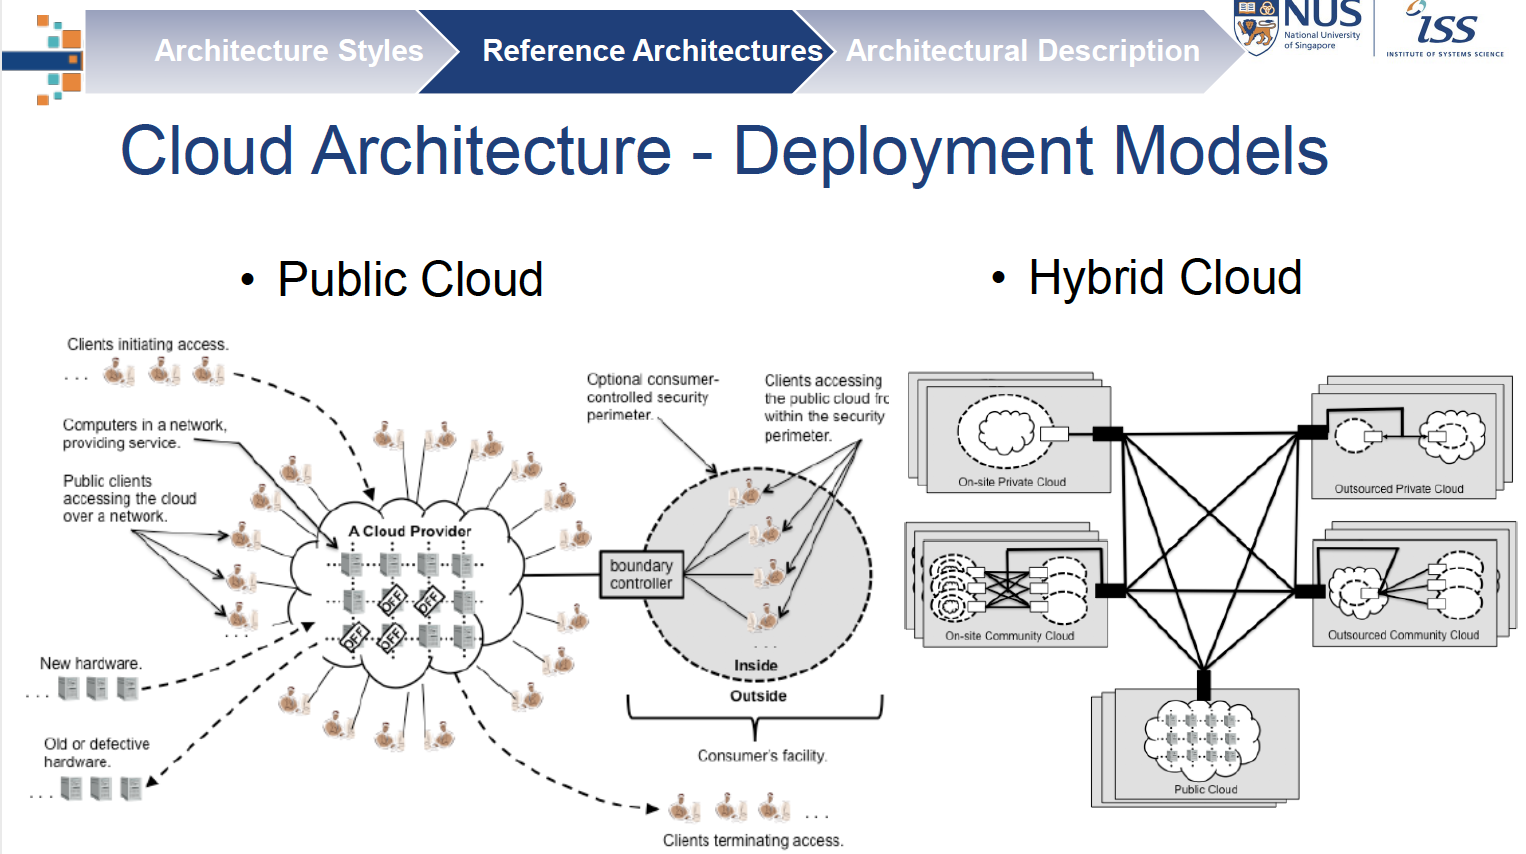 Architecture Styles
Reference Architectures
Architectural Description
NUS
National University
of Singapore
iss
INSTITUTE OF SYSTEMS SCIENCE
Cloud Architecture - Deployment Models
• Public Cloud
Clients initiating access.
. . .
Computers in a network,
providing service.
Public clients
accessing the cloud
over a network.
. . .
A Cloud Provider
OFF
OFF
OFF
OFF
New hardware.
. . .
Old or defective
hardware.
. . .
Optional consumer-
controlled security
perimeter.
Clients accessing
the public cloud fro
within the security
perimeter.
boundary
controller
. . .
Inside
Outside
Consumer's facility.
. . .
Clients terminating access.
• Hybrid Cloud
On-site Private Cloud
Outsourced Private Cloud
On-site Community Cloud
Outsourced Community Cloud
Public Cloud